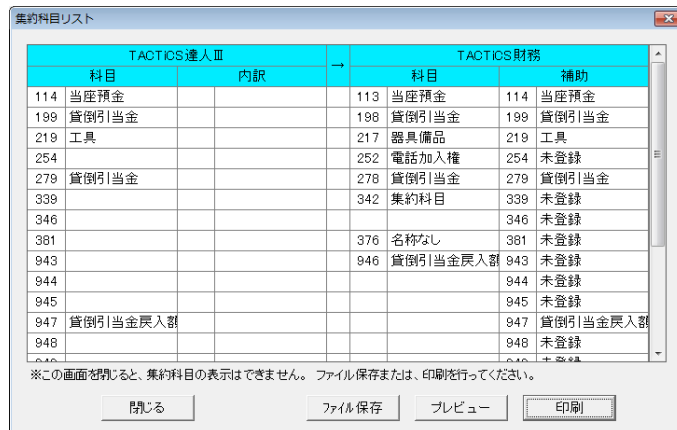 集約科目リスト
TACTiCS達人Ⅲ → TACTiCS財務
科目 内訳 科目 補助
114 当座預金 113 当座預金 114 当座預金
199 貸倒引当金 198 貸倒引当金 199 貸倒引当金
219 工具 217 器具備品 219 工具
254 252 電話加入権 254 未登録
279 貸倒引当金 278 貸倒引当金 279 貸倒引当金
339 342 集約科目 339 未登録
346 346 未登録
381 376 名称なし 381 未登録
943 946 貸倒引当金戻入額 943 未登録
944 944 未登録
945 945 未登録
947 貸倒引当金戻入額 947 貸倒引当金戻入額
948 948 未登録
※この画面を閉じると、集約科目の表示はできません。 ファイル保存または、印刷を行ってください。
閉じる ファイル保存 プレビュー 印刷